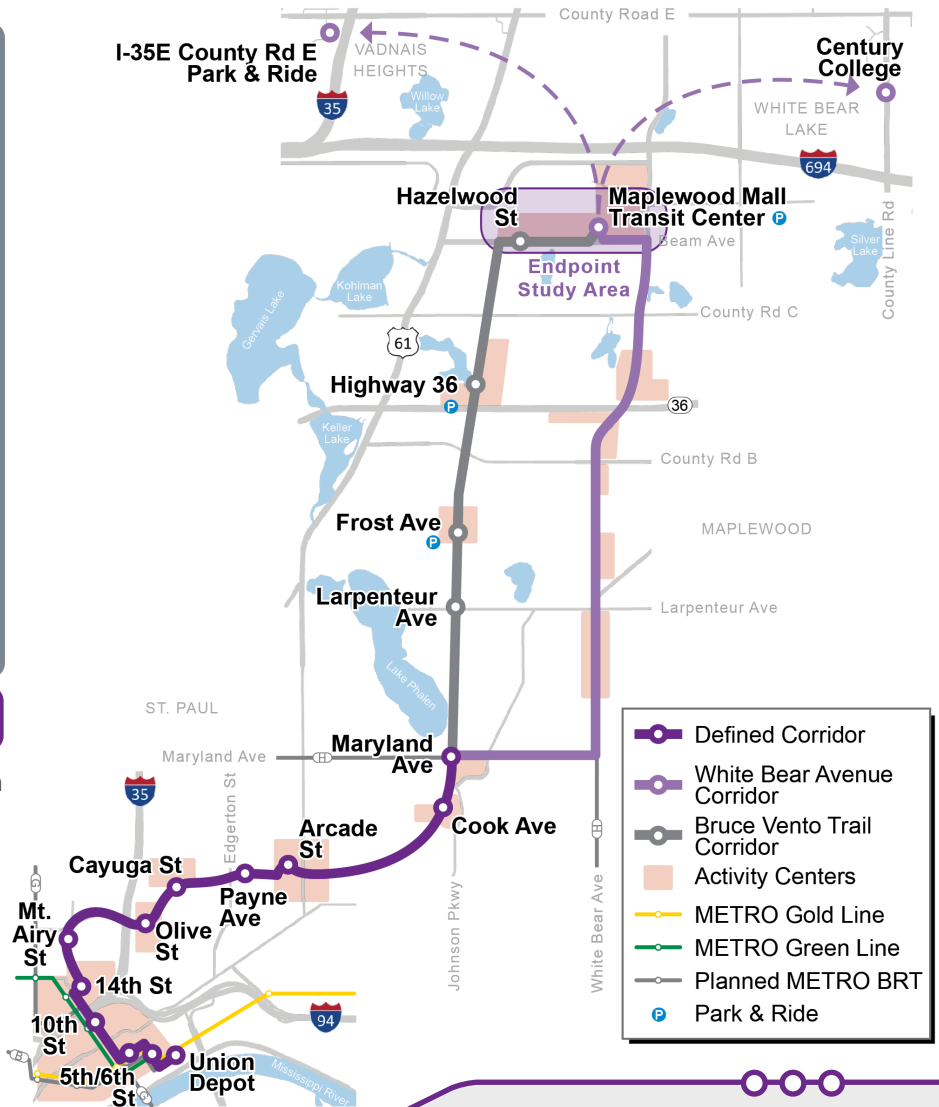 County Road E
I-35E County Rd E
Park & Ride
VADNAIS
HEIGHTS
Century
College
35
Willow
Lake
WHITE BEAR
LAKE
694
Hazelwood
St
Maplewood Mall
Transit Center P
Beam Ave
Silver
Lake
County Line Rd
Endpoint
Study Area
Kohlman
Lake
Gervais Lake
County Rd C
61
Highway 36
P
36
Keller
Lake
County Rd B
Frost Ave
P
MAPLEWOOD
Larpenteur
Ave
Larpenteur Ave
Lake Phalen
ST. PAUL
Maryland Ave
H
Maryland
Ave
35
Edgerton St
Arcade
St
Cook Ave
H
Cayuga St
Payne
Ave
G
Mt.
Airy
St
Olive
St
Johnson Pkwy
White Bear Ave
14th St
10th
St
94
B
5th/6th
St
G
Union
Depot
Mississippi River
Defined Corridor
White Bear Avenue
Corridor
Bruce Vento Trail
Corridor
Activity Centers
METRO Gold Line
METRO Green Line
Planned METRO BRT
P Park & Ride